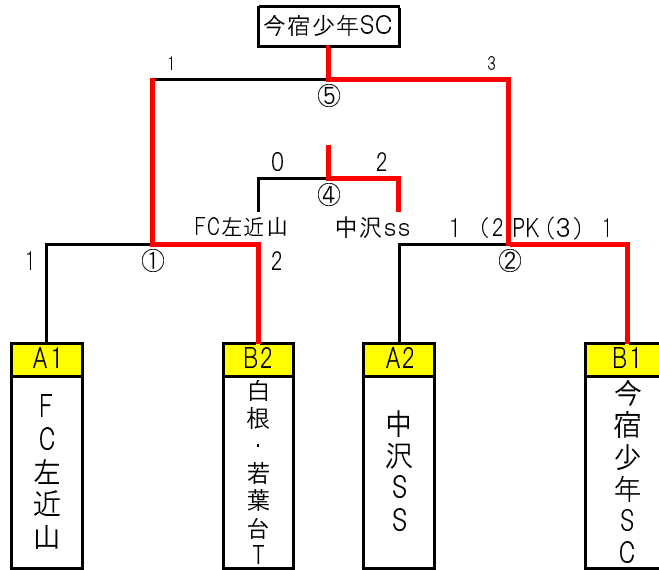 今宿少年SC
1 3
⑤
0 2
④
FC左近山 中沢ss
1 (2 PK(3) 1
1 ① 2 ②
A1 B2 A2 B1
FC左近山
白根・若葉台T
中沢SS
今宿少年SC